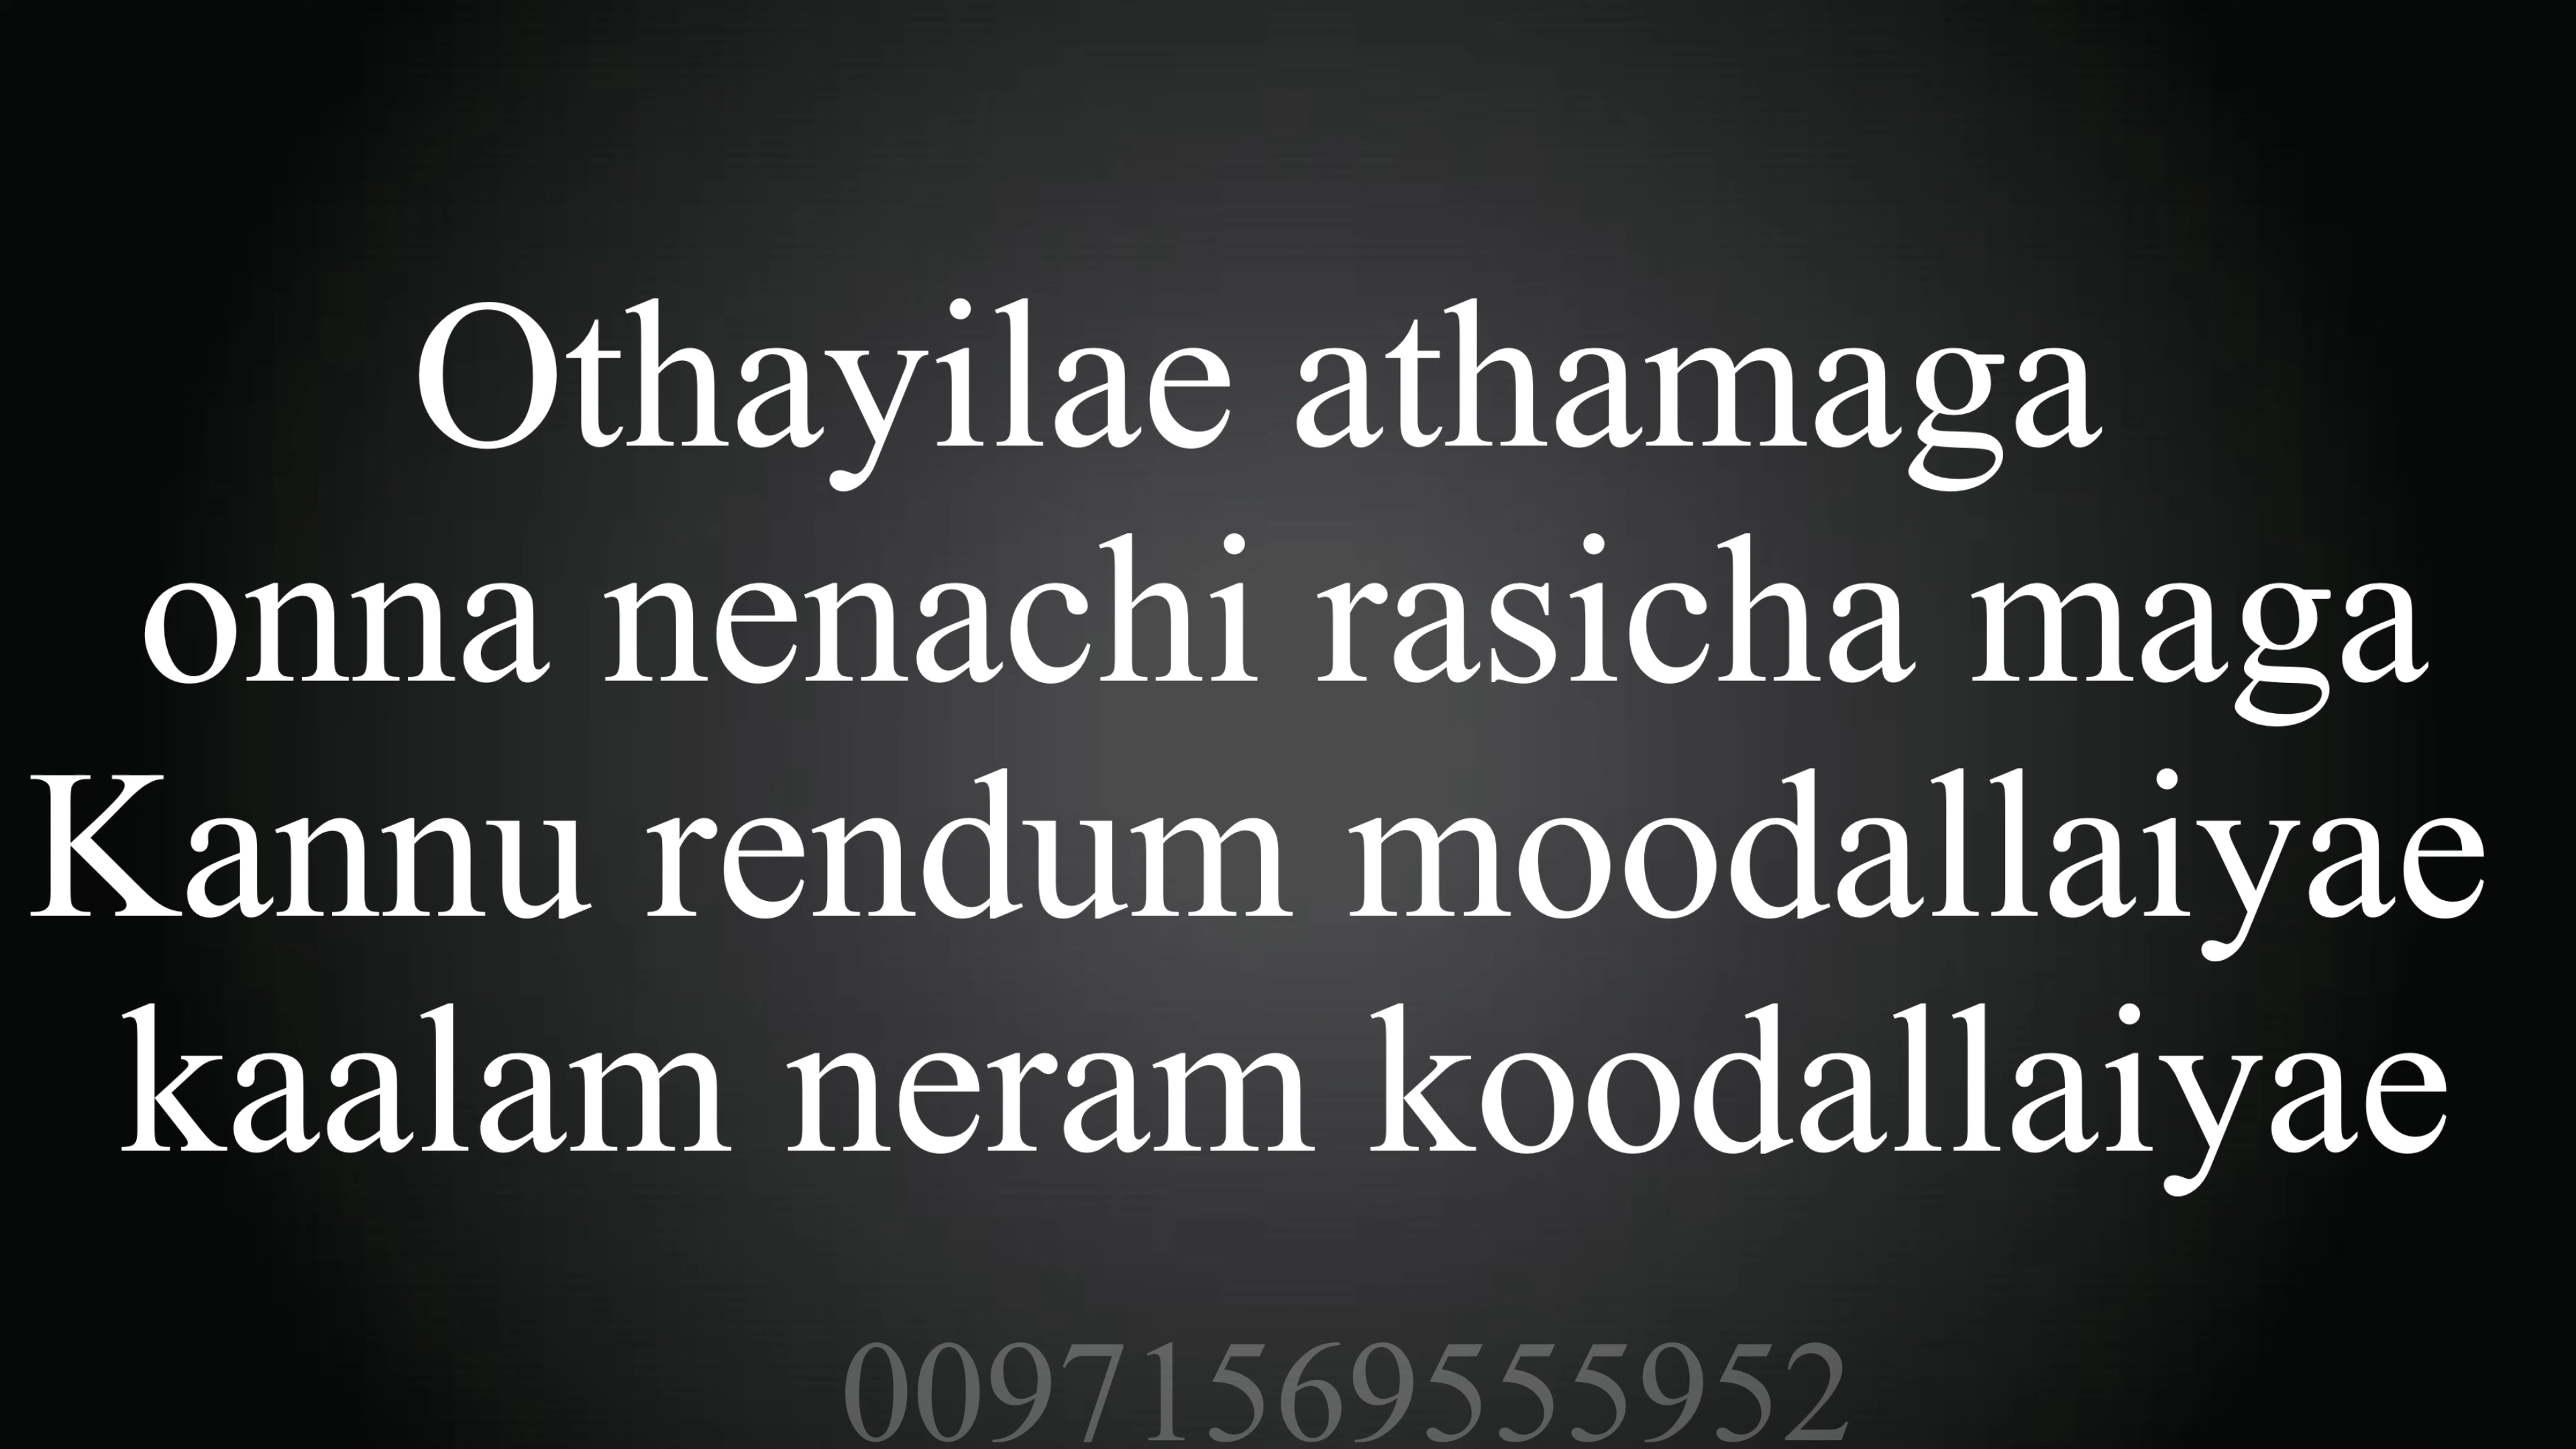 Othayilae athamaga
onna nenachi rasicha maga
Kannu rendum moodallaiyae
kaalam neram koodallaiyae
00971569555952